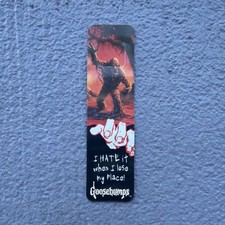 I HATE it
when I lose
my place!
Goosebumps